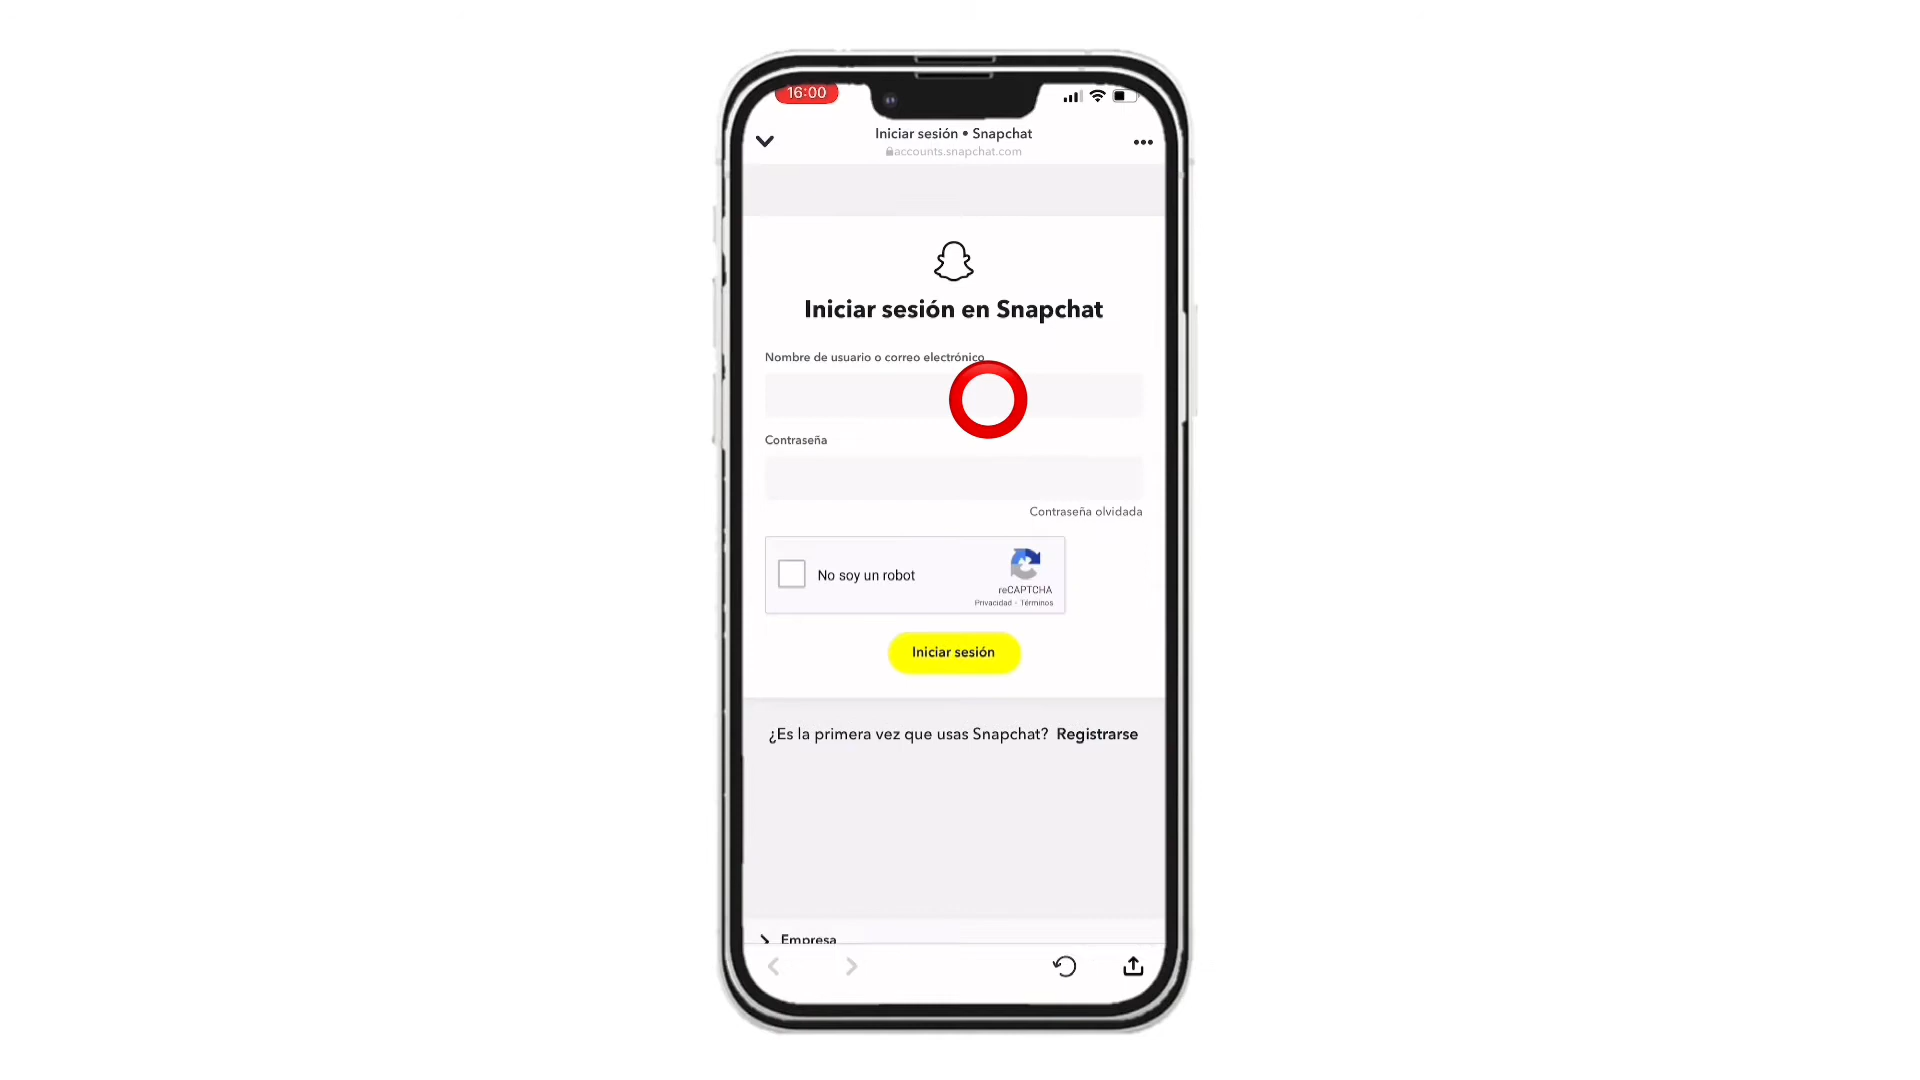 16:00
Iniciar sesión • Snapchat
accounts.snapchat.com
Iniciar sesión en Snapchat
Nombre de usuario o correo electrónico
Contraseña
Contraseña olvidada
No soy un robot
reCAPTCHA
Privacidad - Términos
Iniciar sesión
¿Es la primera vez que usas Snapchat? Registrarse
Empresa